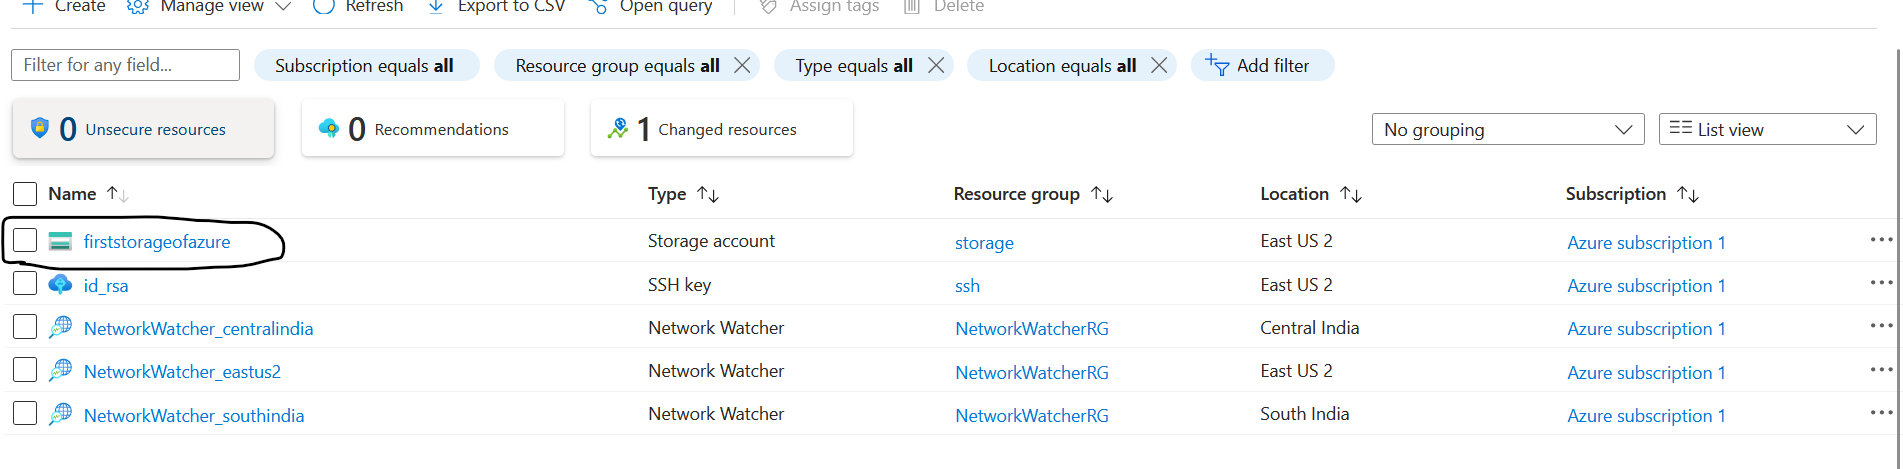 Create Manage view Refresh Export to CSV Open query Assign tags Delete
Filter for any field... Subscription equals all Resource group equals all Type equals all Location equals all Add filter
0 Unsecure resources 0 Recommendations 1 Changed resources No grouping List view
Name Type Resource group Location Subscription
firststorageofazure Storage account storage East US 2 Azure subscription 1
id_rsa SSH key ssh East US 2 Azure subscription 1
NetworkWatcher_centralindia Network Watcher NetworkWatcherRG Central India Azure subscription 1
NetworkWatcher_eastus2 Network Watcher NetworkWatcherRG East US 2 Azure subscription 1
NetworkWatcher_southindia Network Watcher NetworkWatcherRG South India Azure subscription 1